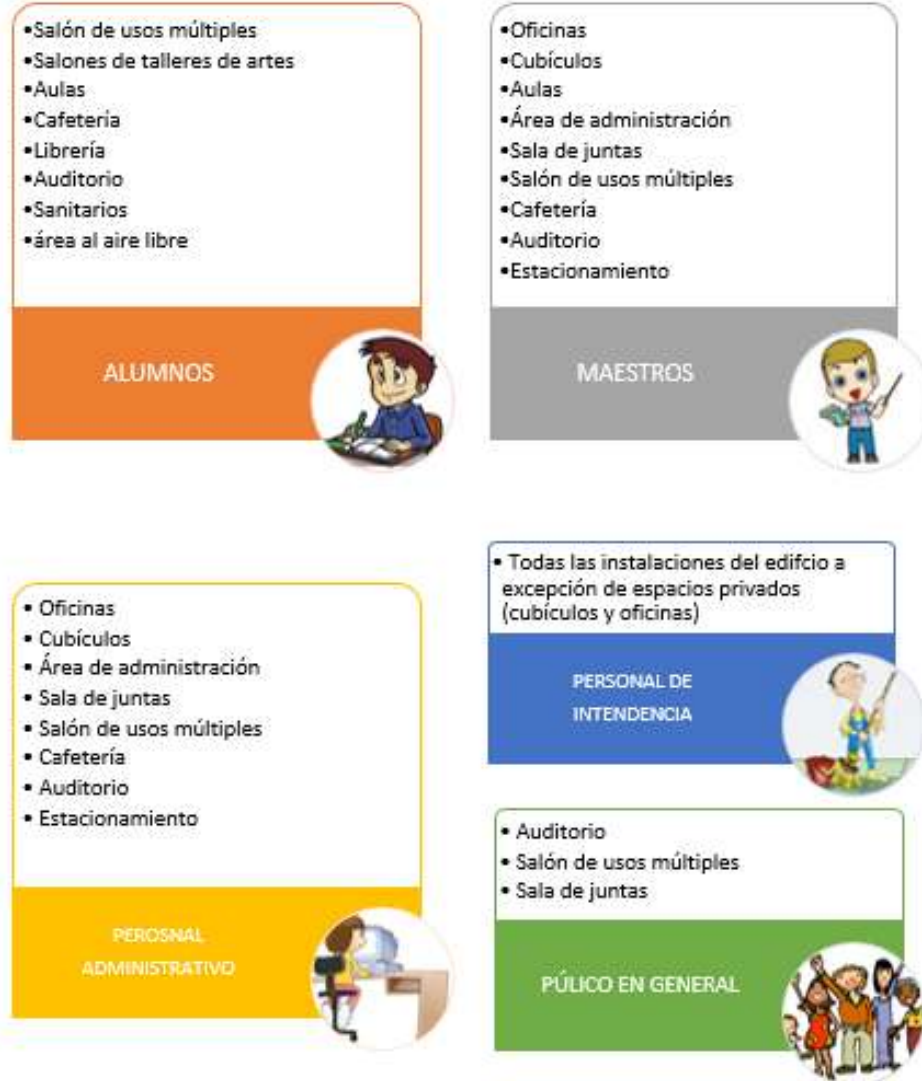 •Salón de usos múltiples
•Salones de talleres de artes
•Aulas
•Cafetería
•Librería
•Auditorio
•Sanitarios
•área al aire libre
ALUMNOS
•Oficinas
•Cubículos
•Aulas
•Área de administración
•Sala de juntas
•Salón de usos múltiples
•Cafetería
•Auditorio
•Estacionamiento
MAESTROS
• Oficinas
• Cubículos
• Área de administración
• Sala de juntas
• Salón de usos múltiples
• Cafetería
• Auditorio
• Estacionamiento
PEROSNAL
ADMINISTRATIVO
• Todas las instalaciones del edifcio a
excepción de espacios privados
(cubículos y oficinas)
PERSONAL DE
INTENDENCIA
• Auditorio
• Salón de usos múltiples
• Sala de juntas
PÚLICO EN GENERAL